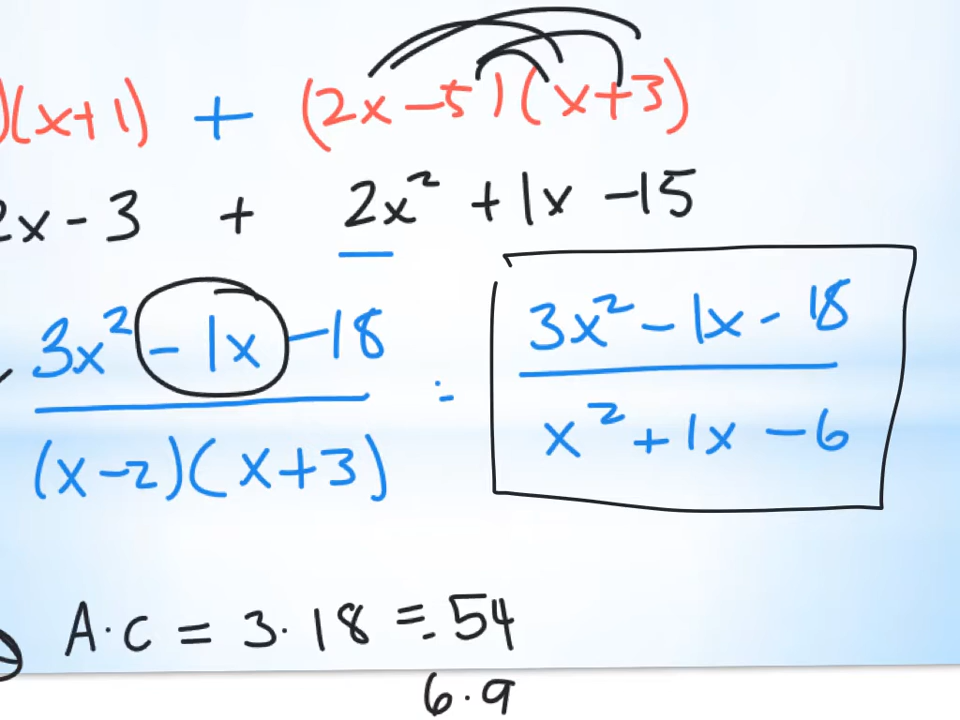 )(x+1) + (2x-5)(x+3)
2x - 3 + 2x² + 1x - 15
3x² - 1x - 18 3x² - 1x - 18
=
(x-2)(x+3) x² + 1x - 6
A·C = 3·18 = 54
6·9